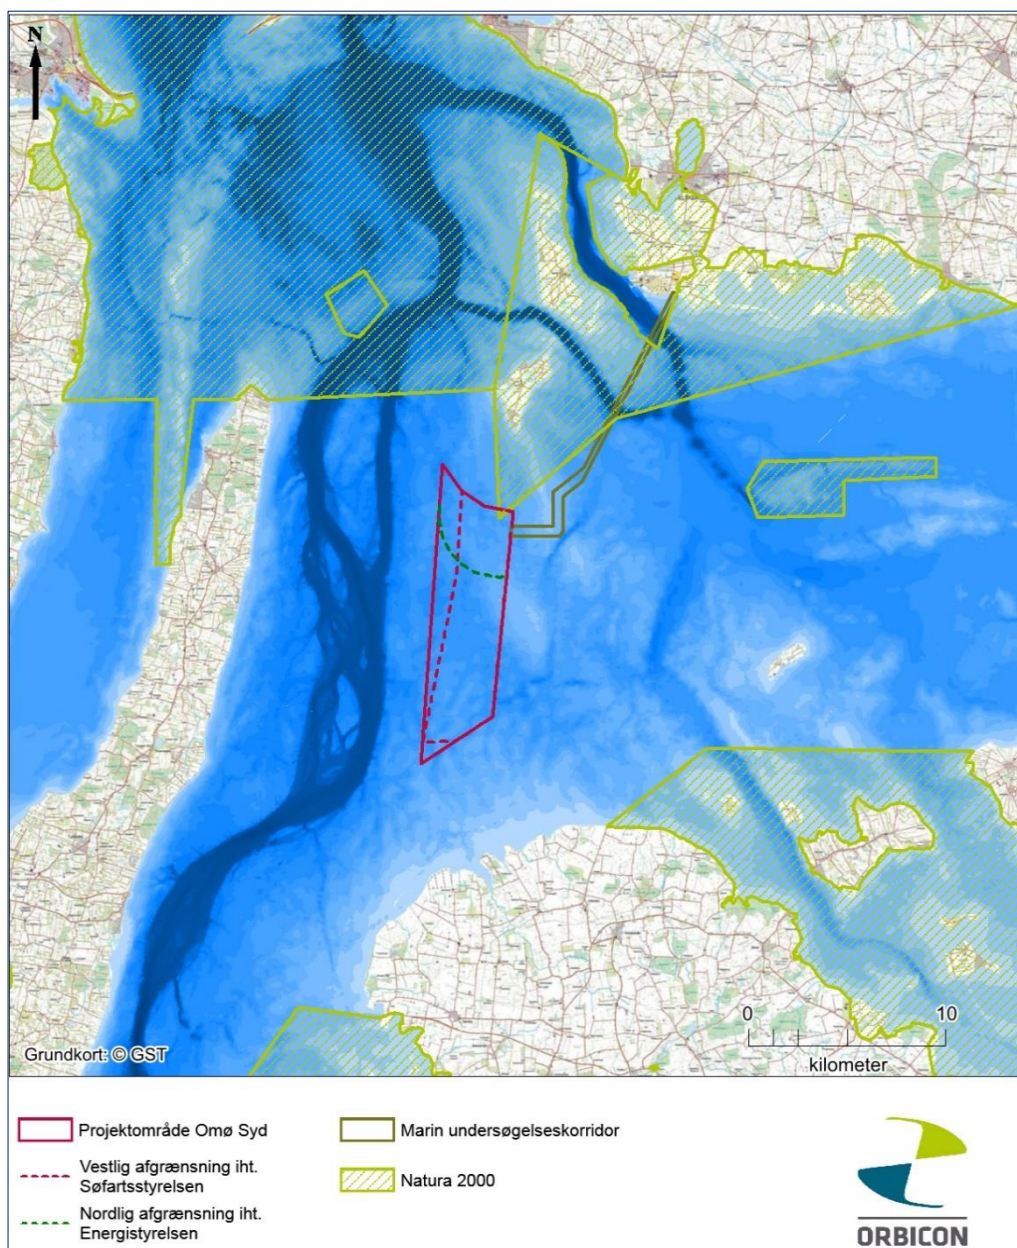 N
0 10
kilometer
Grundkort: © GST
Projektområde Omø Syd
Marin undersøgelseskorridor
Vestlig afgrænsning iht.
Søfartsstyrelsen
Natura 2000
Nordlig afgrænsning iht.
Energistyrelsen
ORBICON